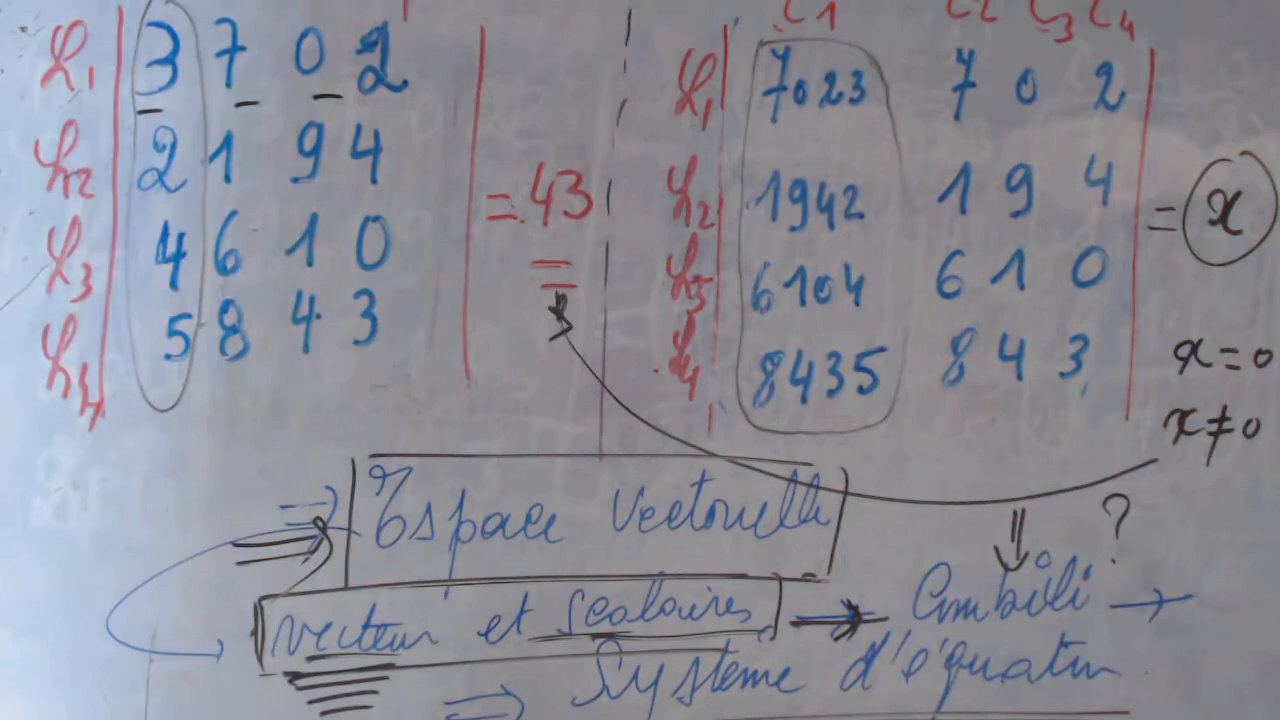 C1 C2 C3 C4
L1 3 7 0 2
L2 2 1 9 4
L3 4 6 1 0
L4 5 8 4 3
= 43
L1 7023 7 0 2
L2 1942 1 9 4
L3 6104 6 1 0
L4 8435 8 4 3
= x
x = 0
x ≠ 0
⇒ Espace Vectorielle
?
vecteur et scalaires → Combili →
⇒ Système d'équation